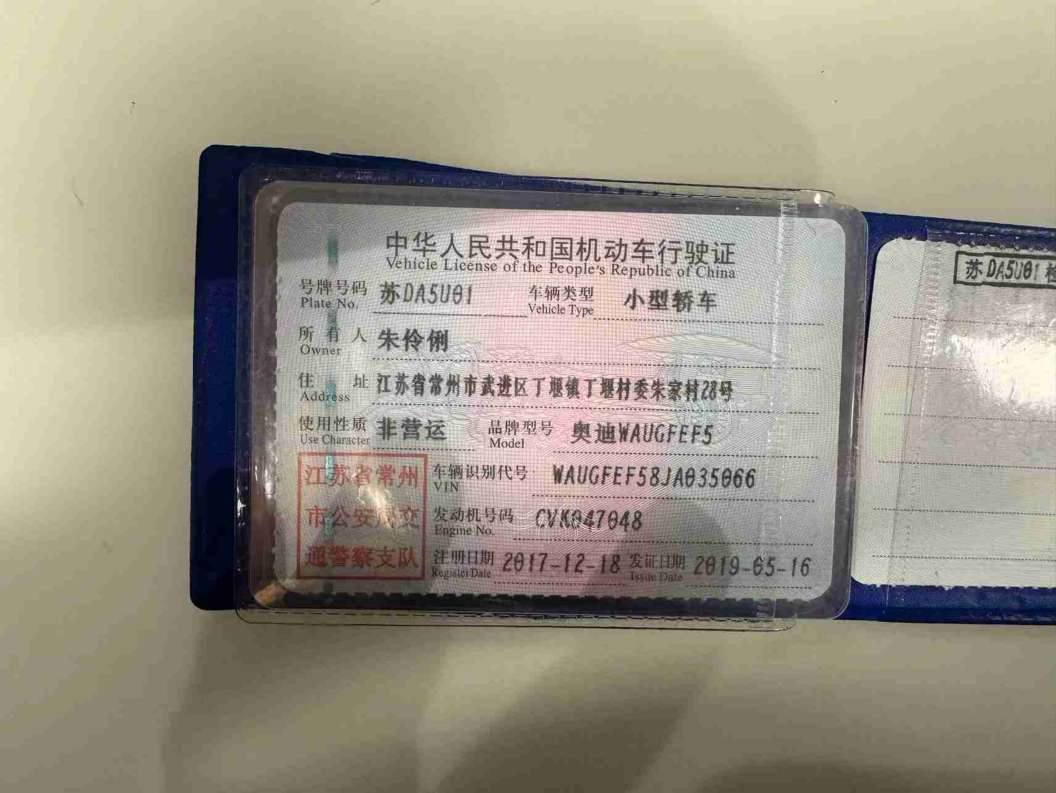 中华人民共和国机动车行驶证
Vehicle License of the People's Republic of China
号牌号码 苏DA5U01 车辆类型 小型轿车
Plate No. Vehicle Type
所有人 朱伶俐
Owner
住址 江苏省常州市武进区丁堰镇丁堰村委朱家村28号
Address
使用性质 非营运 品牌型号 奥迪WAUGFEF5
Use Character Model
江苏省常州 车辆识别代号 WAUGFEF58JA035066
VIN
市公安局交 发动机号码 CVK047048
Engine No.
通警察支队 注册日期 2017-12-18 发证日期 2019-05-16
Register Date Issue Date
苏DA5U01